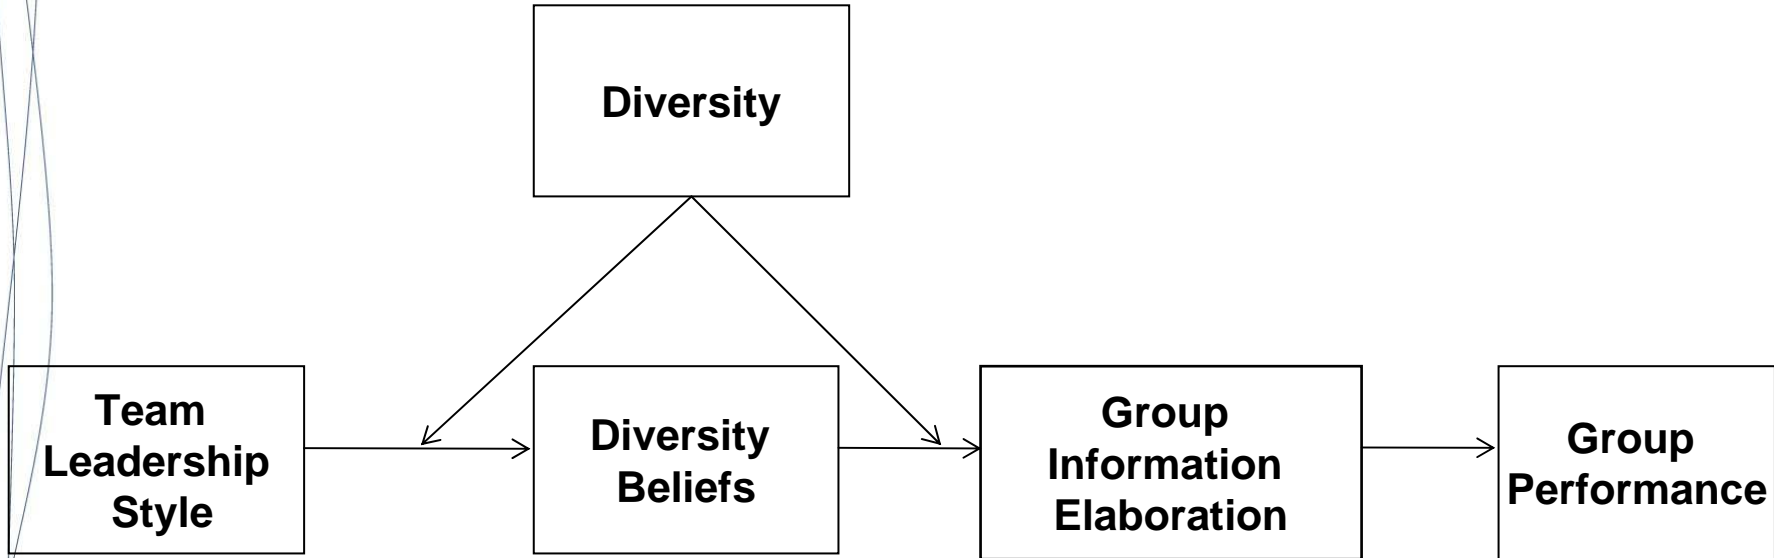 Diversity
Team
Leadership
Style
Diversity
Beliefs
Group
Information
Elaboration
Group
Performance